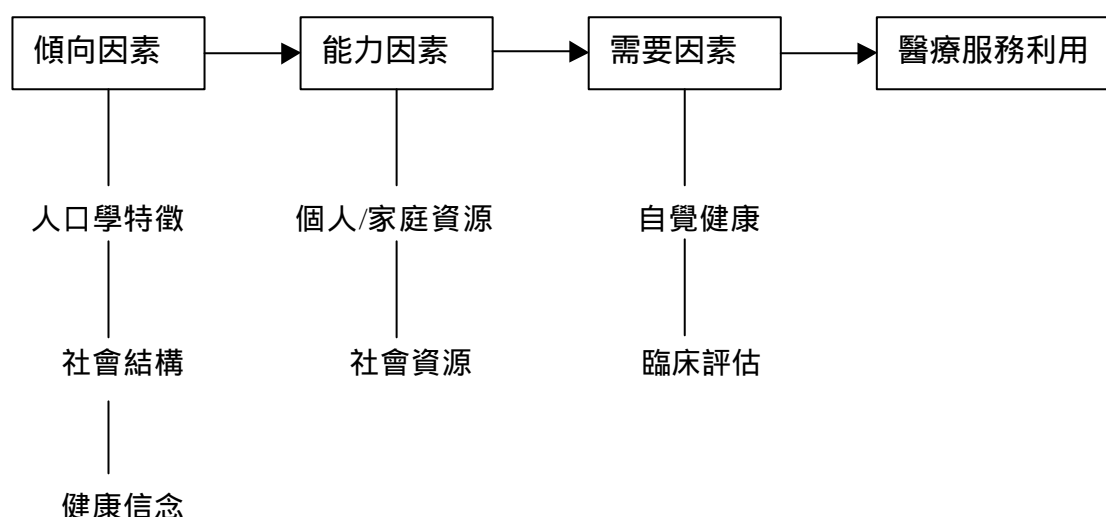 傾向因素 能力因素 需要因素 醫療服務利用
人口學特徵 個人/家庭資源 自覺健康
社會結構 社會資源 臨床評估
健康信念